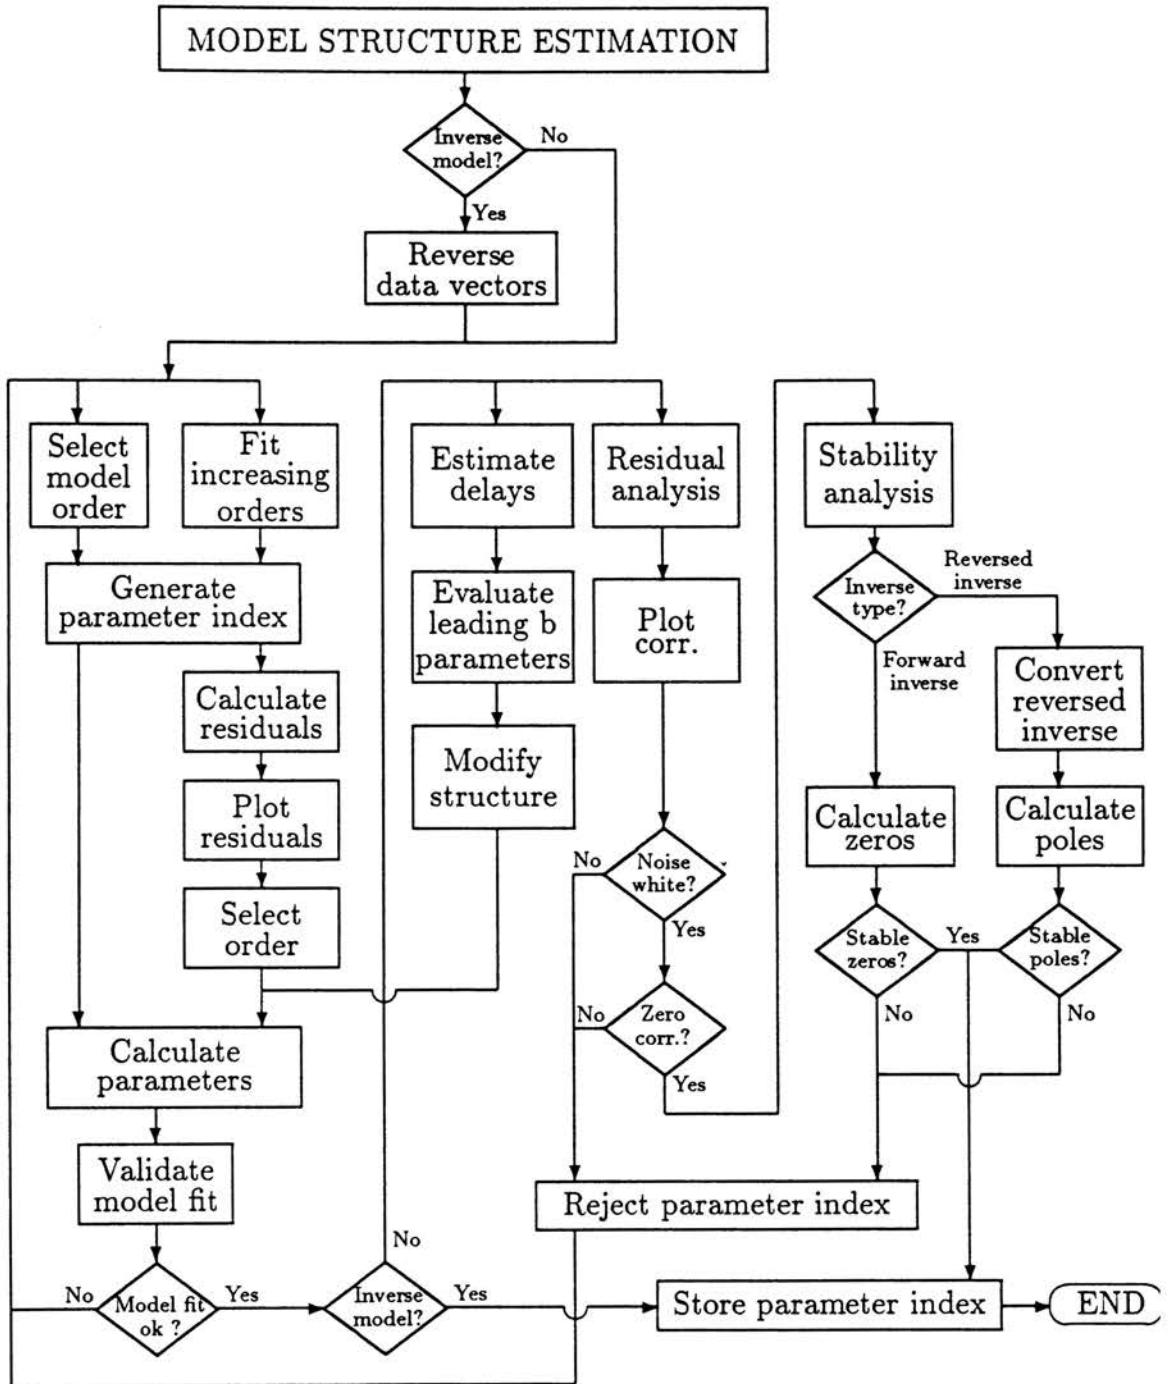 MODEL STRUCTURE ESTIMATION
Inverse
model?
No
Yes
Reverse
data vectors
Select
model
order
Fit
increasing
orders
Generate
parameter index
Calculate
residuals
Plot
residuals
Select
order
Calculate
parameters
Validate
model fit
Model fit
ok ?
No
Yes
Inverse
model?
No
Yes
Estimate
delays
Evaluate
leading b
parameters
Modify
structure
Residual
analysis
Plot
corr.
Noise
white?
No
Yes
Zero
corr.?
No
Yes
Stability
analysis
Inverse
type?
Reversed
inverse
Forward
inverse
Convert
reversed
inverse
Calculate
zeros
Calculate
poles
Stable
zeros?
Yes
Stable
poles?
No
No
Reject parameter index
Store parameter index
END